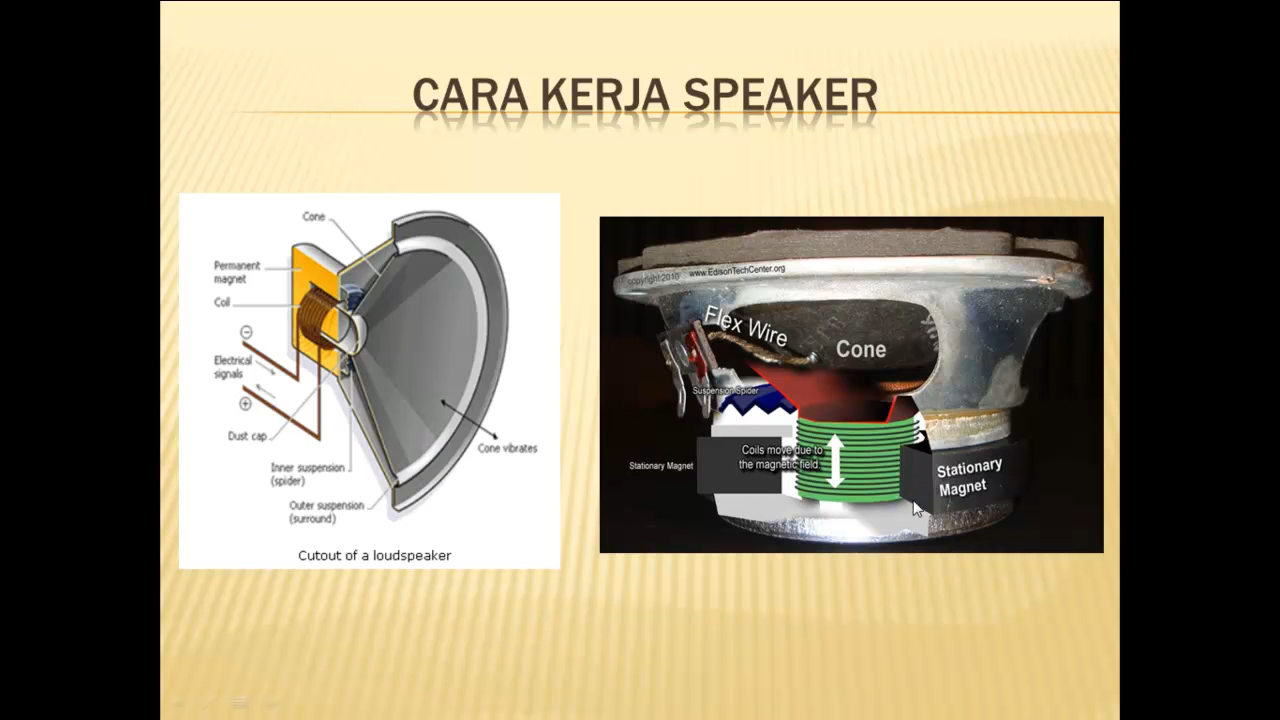 CARA KERJA SPEAKER
Cone
Permanent
magnet
Coil
Electrical
signals
Dust cap
Inner suspension
(spider)
Outer suspension
(surround)
Cone vibrates
Cutout of a loudspeaker
copyright 2010 www.EdisonTechCenter.org
Flex Wire
Cone
Suspension Spider
Coils move due to
the magnetic field
Stationary Magnet
Stationary
Magnet